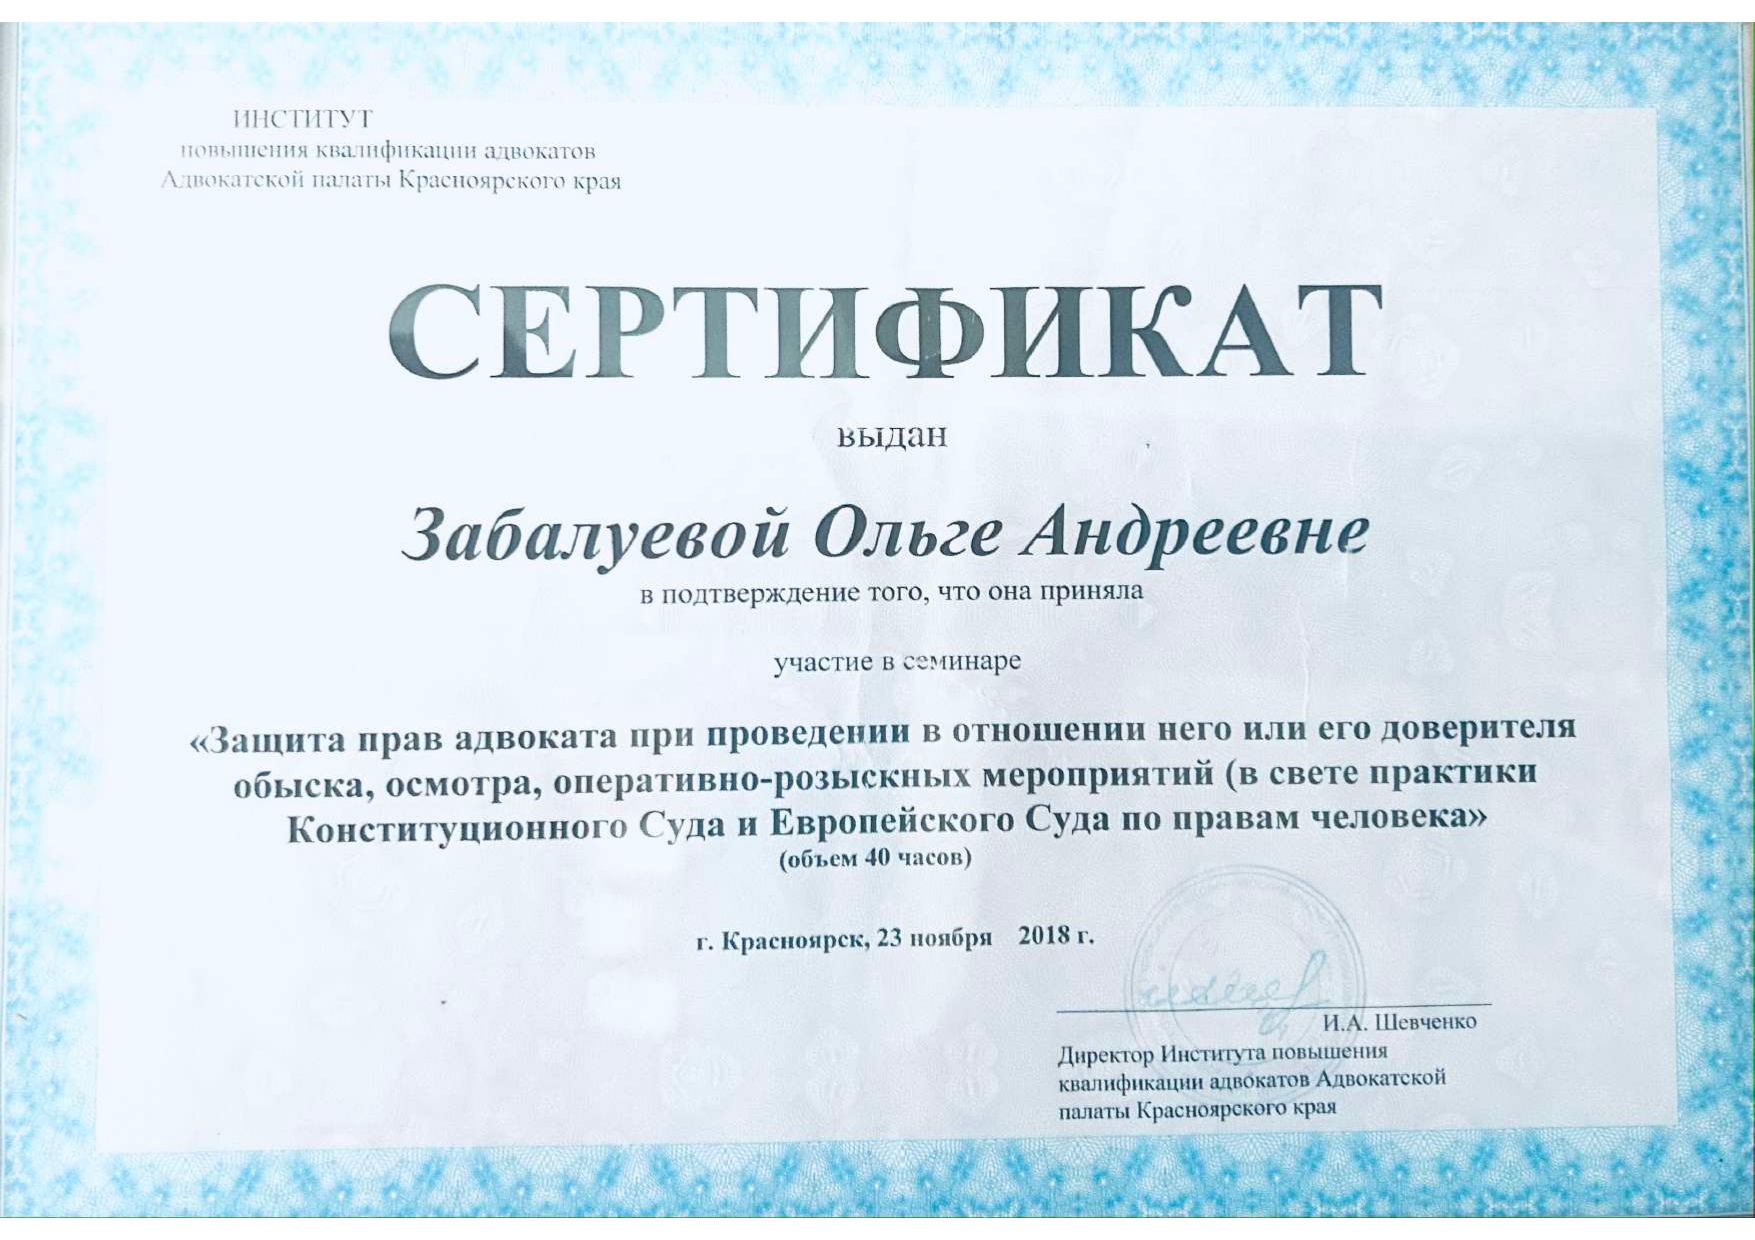 ИНСТИТУТ
повышения квалификации адвокатов
Адвокатской палаты Красноярского края
СЕРТИФИКАТ
выдан
Забалуевой Ольге Андреевне
в подтверждение того, что она приняла
участие в семинаре
«Защита прав адвоката при проведении в отношении него или его доверителя
обыска, осмотра, оперативно-розыскных мероприятий (в свете практики
Конституционного Суда и Европейского Суда по правам человека»
(объем 40 часов)
г. Красноярск, 23 ноября 2018 г.
И.А. Шевченко
Директор Института повышения
квалификации адвокатов Адвокатской
палаты Красноярского края